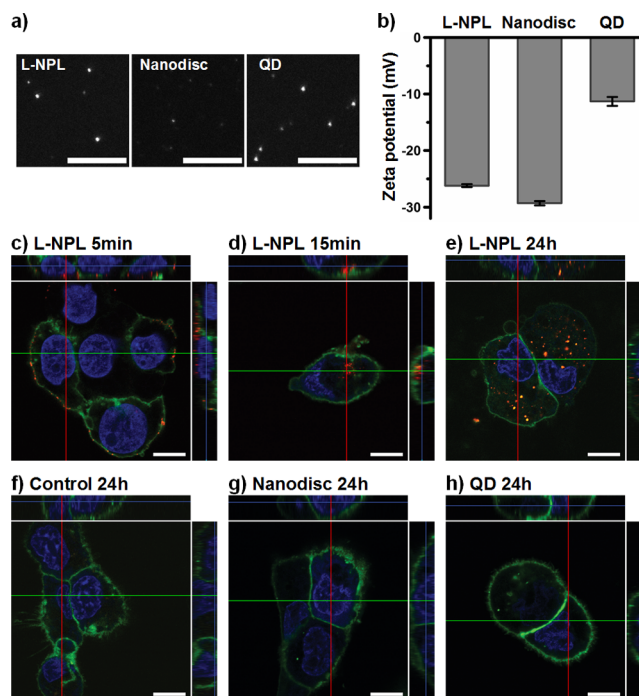 a)
L-NPL Nanodisc QD
b)
L-NPL Nanodisc QD
Zeta potential (mV)
0
-10
-20
-30
c) L-NPL 5min
d) L-NPL 15min
e) L-NPL 24h
f) Control 24h
g) Nanodisc 24h
h) QD 24h